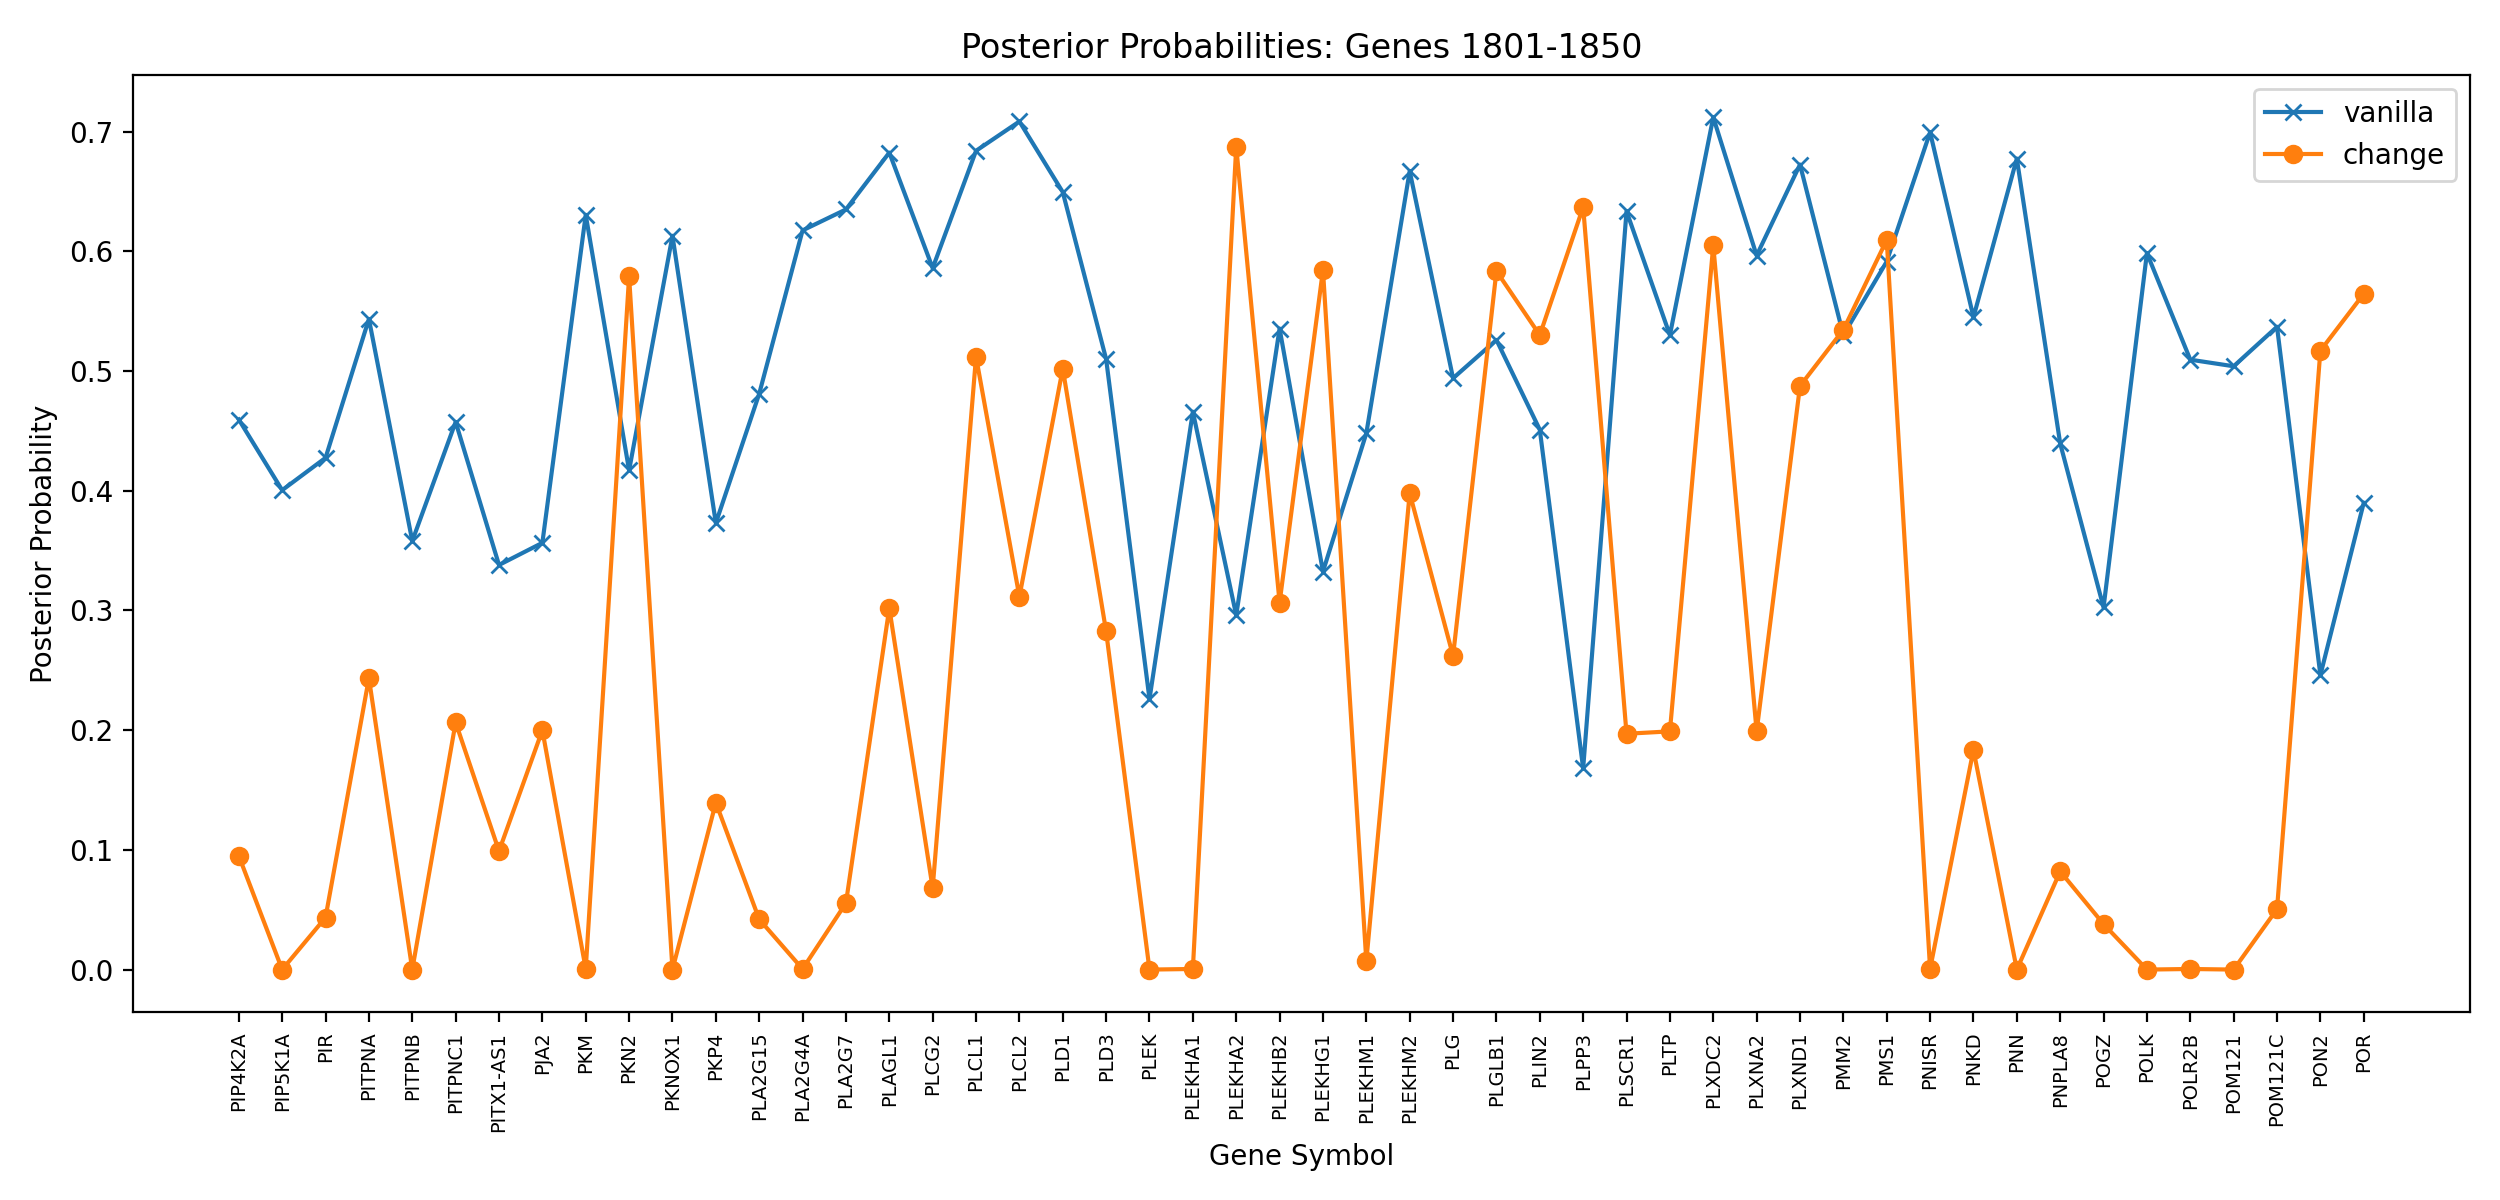 Posterior Probabilities: Genes 1801-1850
vanilla
change
Posterior Probability
0.7
0.6
0.5
0.4
0.3
0.2
0.1
0.0
PIP4K2A
PIP5K1A
PIR
PITPNA
PITPNB
PITPNC1
PITX1-AS1
PJA2
PKM
PKN2
PKNOX1
PKP4
PLA2G15
PLA2G4A
PLA2G7
PLAGL1
PLCG2
PLCL1
PLCL2
PLD1
PLD3
PLEK
PLEKHA1
PLEKHA2
PLEKHB2
PLEKHG1
PLEKHM1
PLEKHM2
PLG
PLGLB1
PLIN2
PLPP3
PLSCR1
PLTP
PLXDC2
PLXNA2
PLXND1
PMM2
PMS1
PNISR
PNKD
PNN
PNPLA8
POGZ
POLK
POLR2B
POM121
POM121C
PON2
POR
Gene Symbol